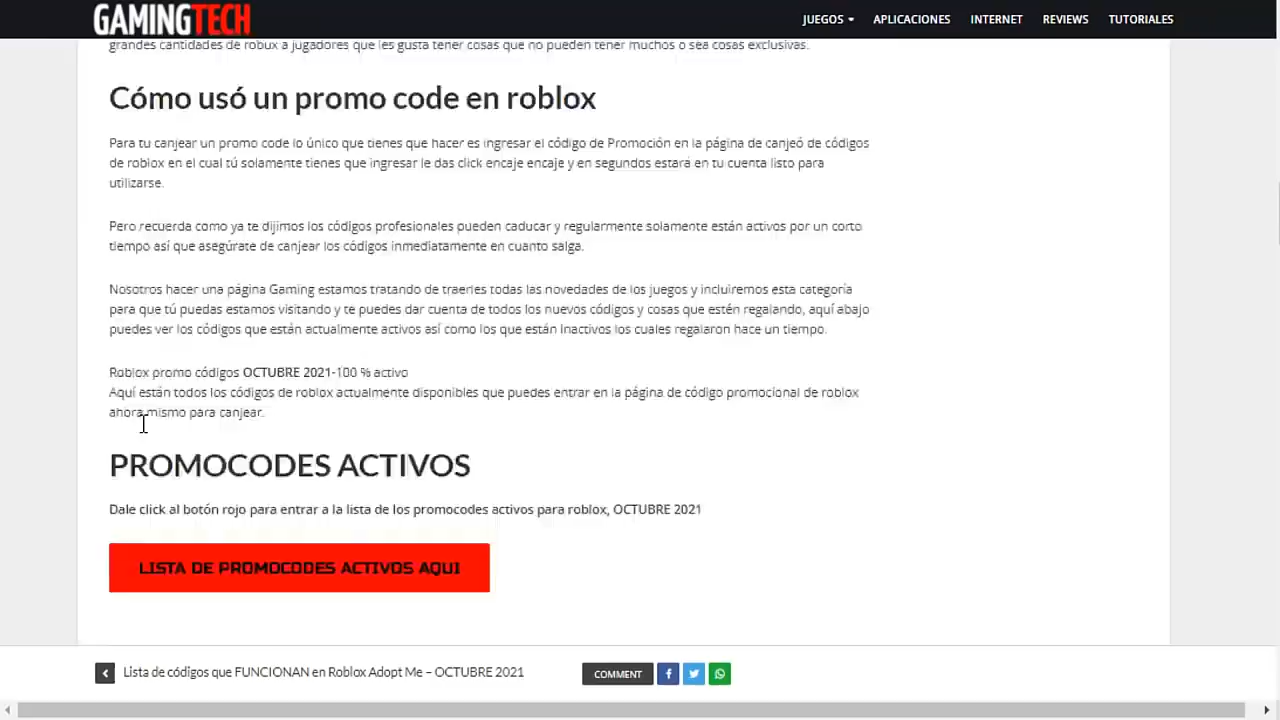 GAMINGTECH
JUEGOS APLICACIONES INTERNET REVIEWS TUTORIALES
grandes cantidades de robux a jugadores que les gusta tener cosas que no pueden tener muchos o sea cosas exclusivas.
Cómo usó un promo code en roblox
Para tu canjear un promo code lo único que tienes que hacer es ingresar el código de Promoción en la página de canjeó de códigos
de roblox en el cual tú solamente tienes que ingresar le das click encaje encaje y en segundos estará en tu cuenta listo para
utilizarse.
Pero recuerda como ya te dijimos los códigos profesionales pueden caducar y regularmente solamente están activos por un corto
tiempo así que asegúrate de canjear los códigos inmediatamente en cuanto salga.
Nosotros hacer una página Gaming estamos tratando de traerles todas las novedades de los juegos y incluiremos esta categoría
para que tú puedas estamos visitando y te puedes dar cuenta de todos los nuevos códigos y cosas que estén regalando, aquí abajo
puedes ver los códigos que están actualmente activos así como los que están Inactivos los cuales regalaron hace un tiempo.
Roblox promo códigos OCTUBRE 2021-100 % activo
Aquí están todos los códigos de roblox actualmente disponibles que puedes entrar en la página de código promocional de roblox
ahora mismo para canjear.
PROMOCODES ACTIVOS
Dale click al botón rojo para entrar a la lista de los promocodes activos para roblox, OCTUBRE 2021
LISTA DE PROMOCODES ACTIVOS AQUI
Lista de códigos que FUNCIONAN en Roblox Adopt Me – OCTUBRE 2021
COMMENT